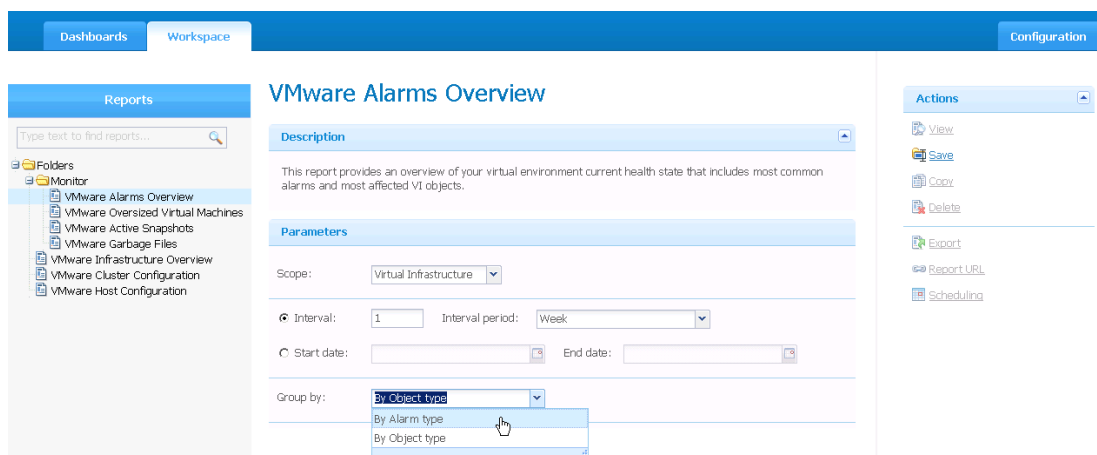 Dashboards
Workspace
Configuration
Reports
Type text to find reports...
Folders
Monitor
VMware Alarms Overview
VMware Oversized Virtual Machines
VMware Active Snapshots
VMware Garbage Files
VMware Infrastructure Overview
VMware Cluster Configuration
VMware Host Configuration
VMware Alarms Overview
Description
This report provides an overview of your virtual environment current health state that includes most common
alarms and most affected VI objects.
Parameters
Scope: Virtual Infrastructure
Interval: 1 Interval period: Week
Start date: End date:
Group by: By Object type
By Alarm type
By Object type
Actions
View
Save
Copy
Delete
Export
Report URL
Scheduling